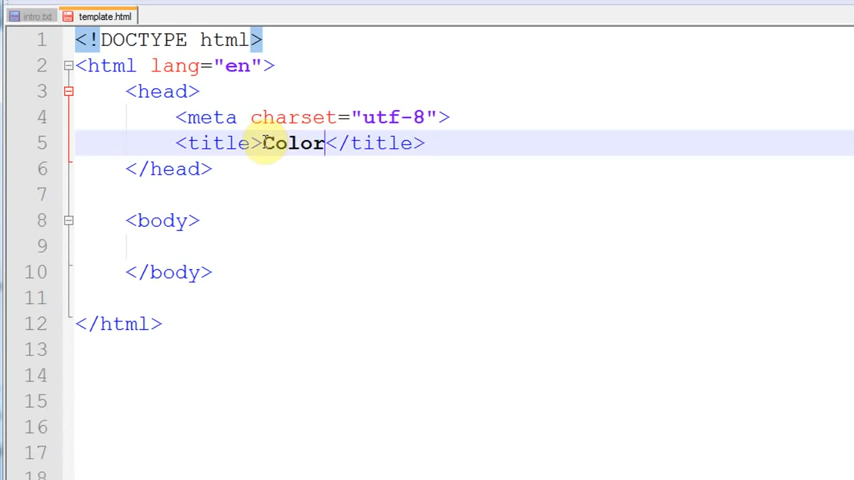 intro.txt template.html
1 <!DOCTYPE html>
2 <html lang="en">
3 <head>
4 <meta charset="utf-8">
5 <title>Color</title>
6 </head>
7
8 <body>
9
10 </body>
11
12 </html>
13
14
15
16
17
18